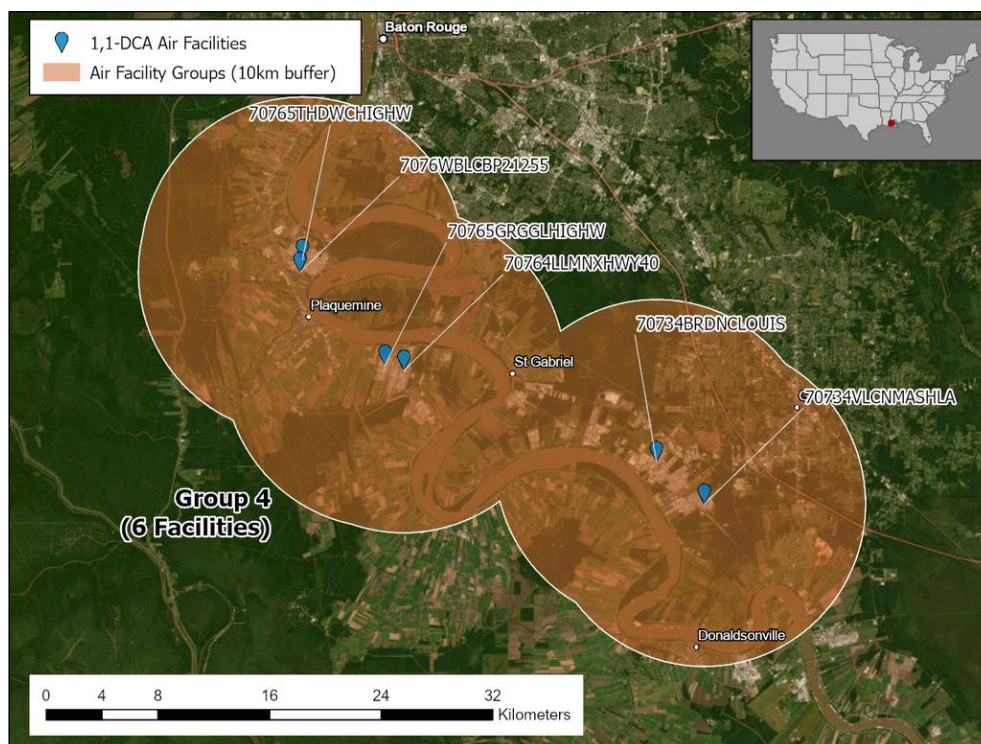 Baton Rouge
1,1-DCA Air Facilities
Air Facility Groups (10km buffer)
70765THDWCHIGHW
7076WBLCBP21255
70765GRGGLHIGHW
70764LLMNXHWY40
Plaquemine
70734BRDNCLOUIS
St Gabriel
70734VLCNMASHLA
Group 4
(6 Facilities)
Donaldsonville
0 4 8 16 24 32
Kilometers